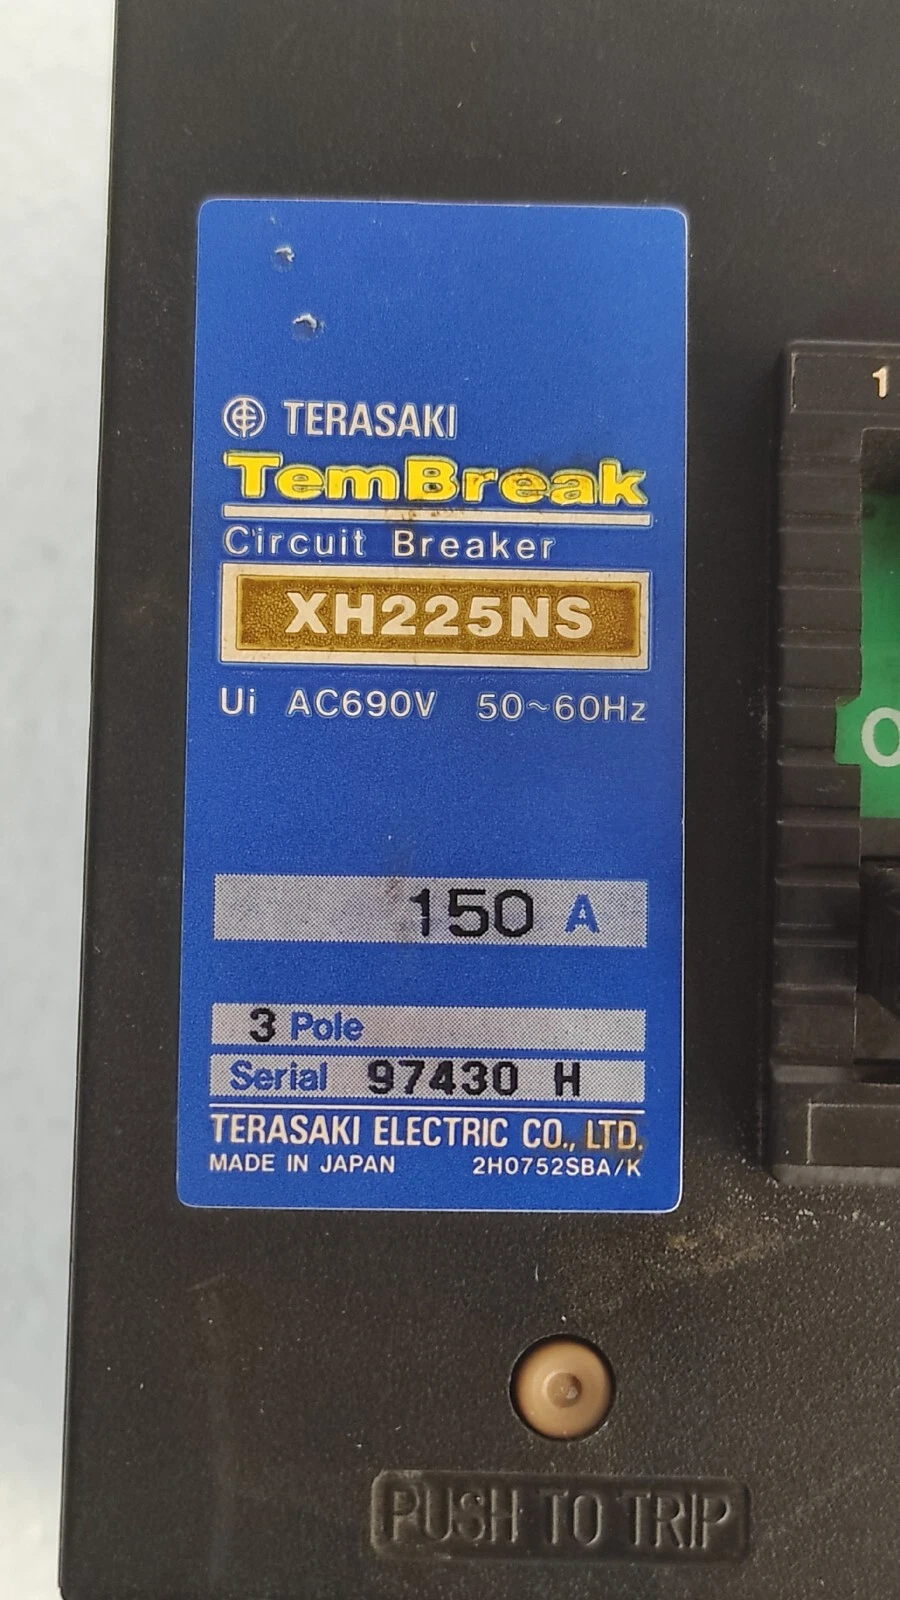 TERASAKI
TemBreak
Circuit Breaker
XH225NS
Ui AC690V 50~60Hz
150 A
3 Pole
Serial 97430 H
TERASAKI ELECTRIC CO., LTD.
MADE IN JAPAN 2H0752SBA/K
1
O
PUSH TO TRIP